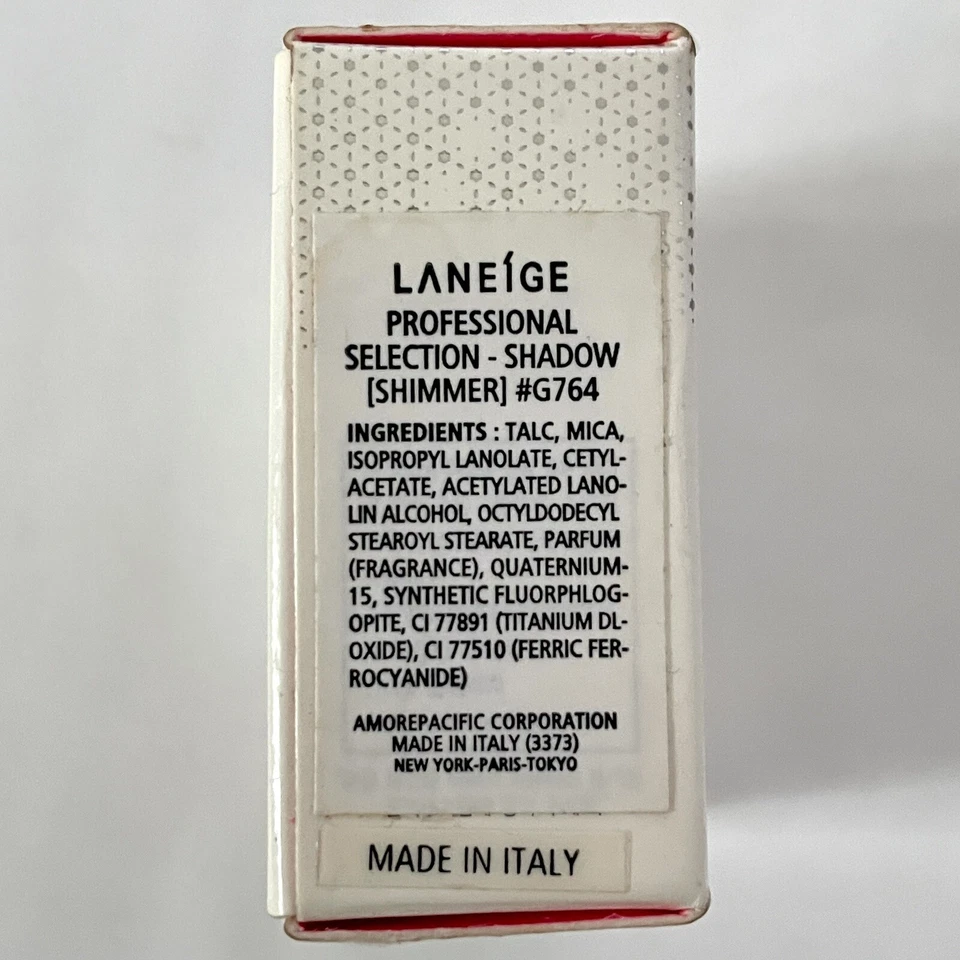 LANEÍGE
PROFESSIONAL
SELECTION - SHADOW
[SHIMMER] #G764
INGREDIENTS : TALC, MICA,
ISOPROPYL LANOLATE, CETYL-
ACETATE, ACETYLATED LANO-
LIN ALCOHOL, OCTYLDODECYL
STEAROYL STEARATE, PARFUM
(FRAGRANCE), QUATERNIUM-
15, SYNTHETIC FLUORPHLOG-
OPITE, CI 77891 (TITANIUM DL-
OXIDE), CI 77510 (FERRIC FER-
ROCYANIDE)
AMOREPACIFIC CORPORATION
MADE IN ITALY (3373)
NEW YORK-PARIS-TOKYO
MADE IN ITALY